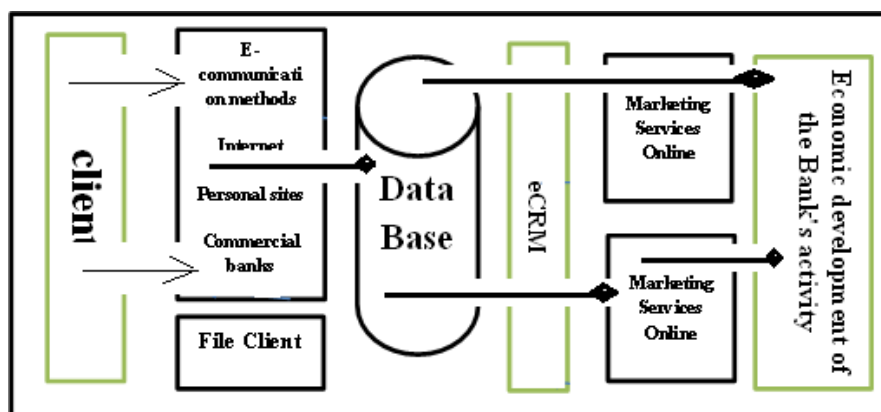 client
E-
communicati
on methods
Internet
Personal sites
Commercial
banks
File Client
Data
Base
eCRM
Marketing
Services
Online
Marketing
Services
Online
Economic development of
the Bank's activity